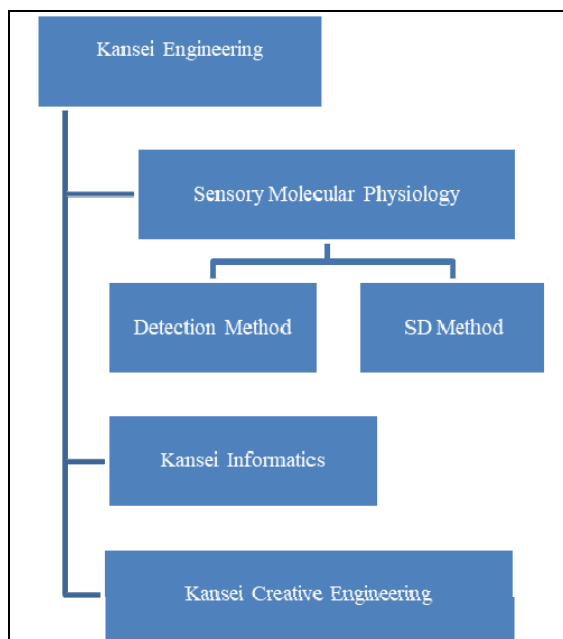 Kansei Engineering
Sensory Molecular Physiology
Detection Method
SD Method
Kansei Informatics
Kansei Creative Engineering